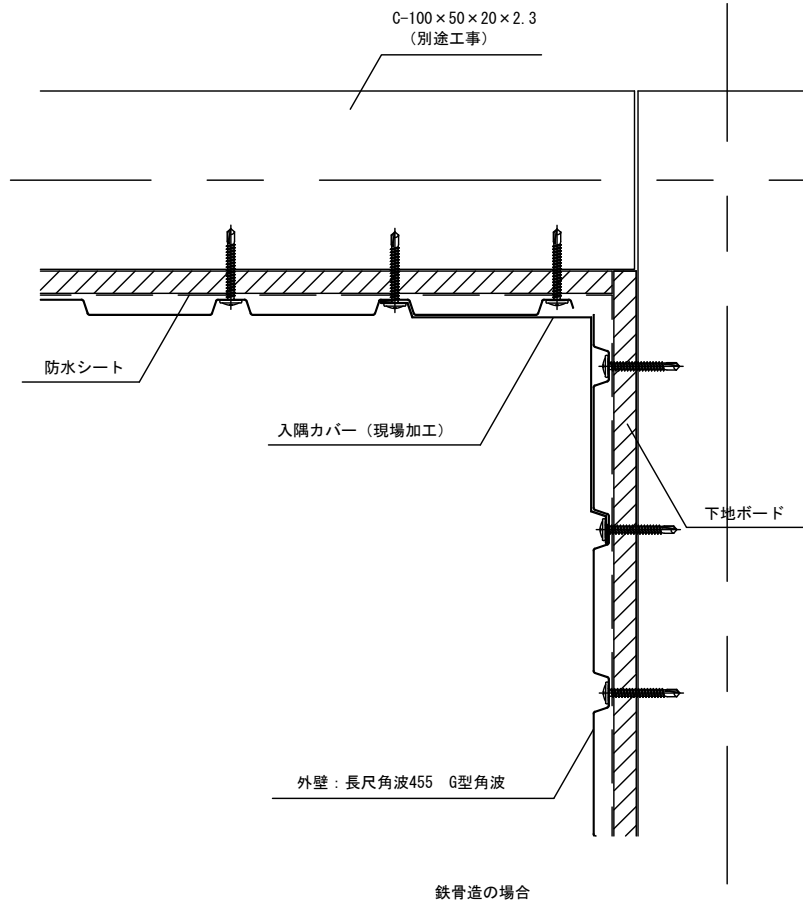 C-100×50×20×2.3
（別途工事）
防水シート
入隅カバー（現場加工）
下地ボード
外壁：長尺角波455　G型角波
鉄骨造の場合